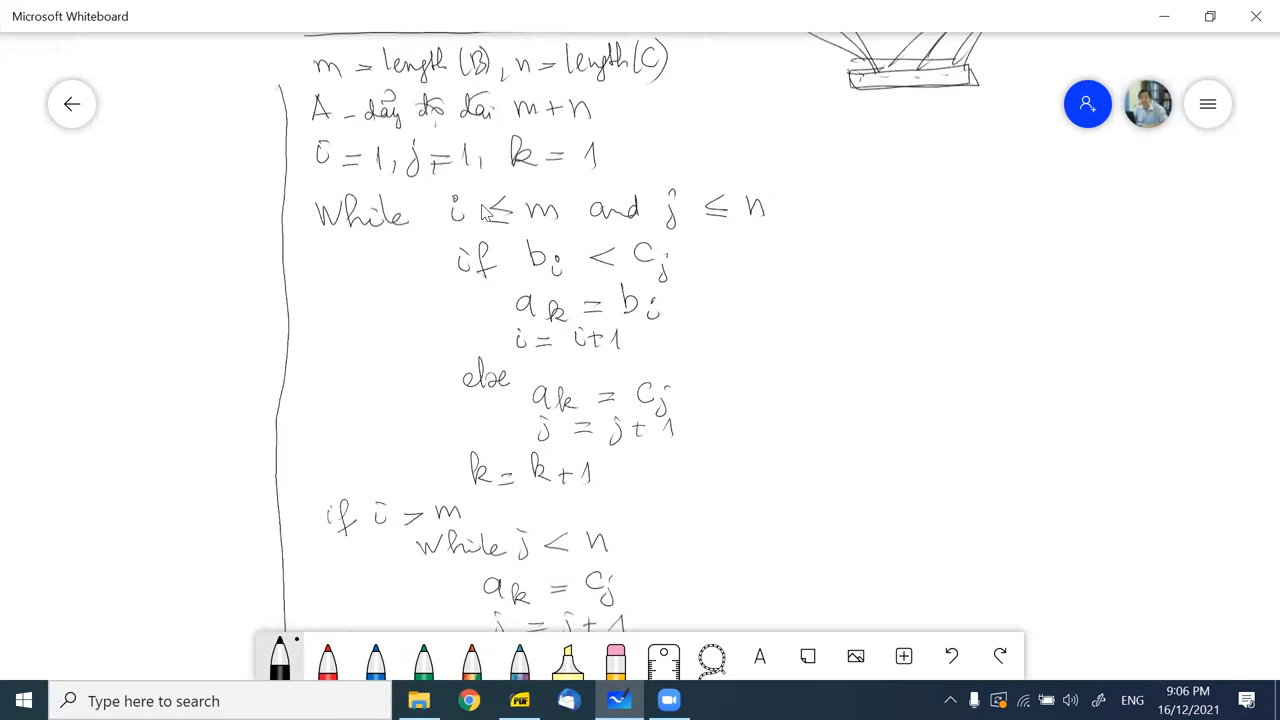 Microsoft Whiteboard
m = length(B), n = length(C)
A - dãy độ dài m+n
i = 1, j = 1, k = 1
While i ≤ m and j ≤ n
if bi < cj
ak = bi
i = i+1
else
ak = cj
j = j+1
k = k+1
if i > m
While j < n
ak = cj
j = j+1
A
Type here to search
PDF
ENG
9:06 PM
16/12/2021